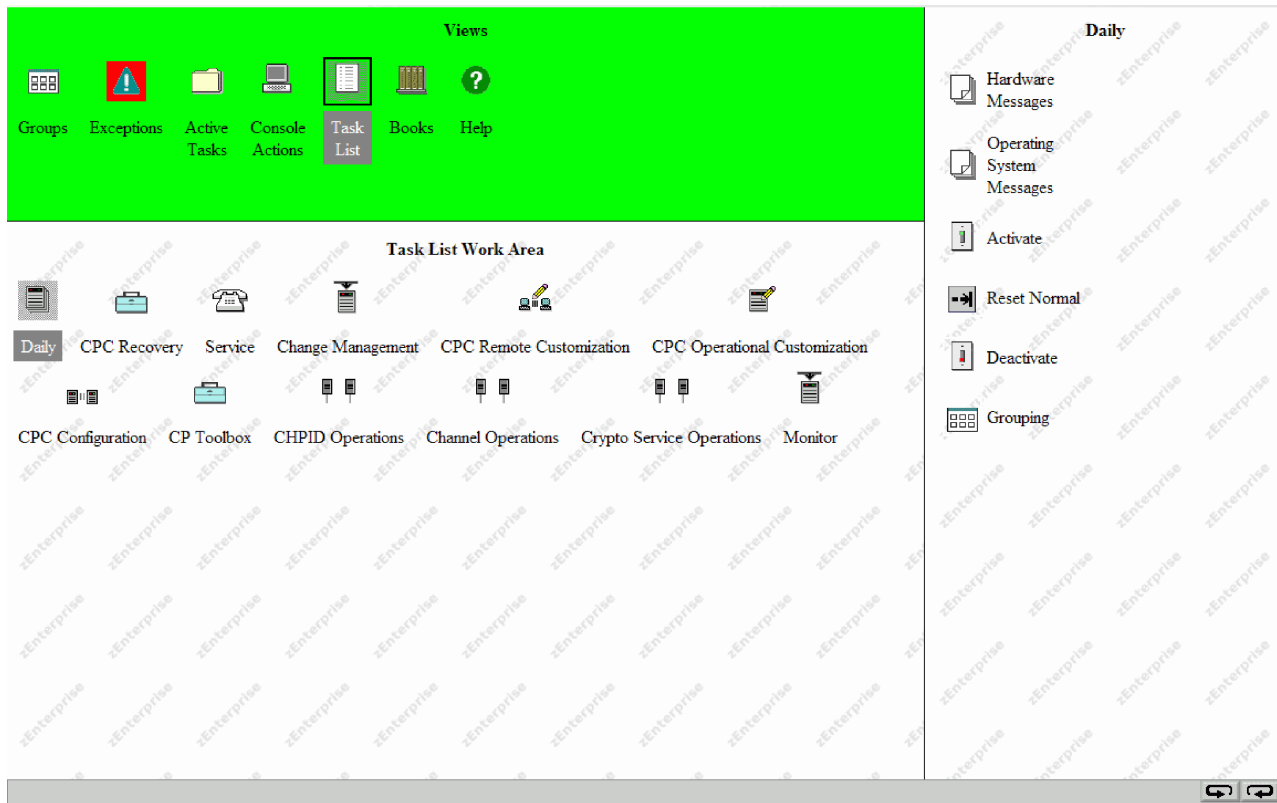 Views
Groups
Exceptions
Active
Tasks
Console
Actions
Task
List
Books
Help
Task List Work Area
Daily
CPC Recovery
Service
Change Management
CPC Remote Customization
CPC Operational Customization
CPC Configuration
CP Toolbox
CHPID Operations
Channel Operations
Crypto Service Operations
Monitor
Daily
Hardware
Messages
Operating
System
Messages
Activate
Reset Normal
Deactivate
Grouping
zEnterprise